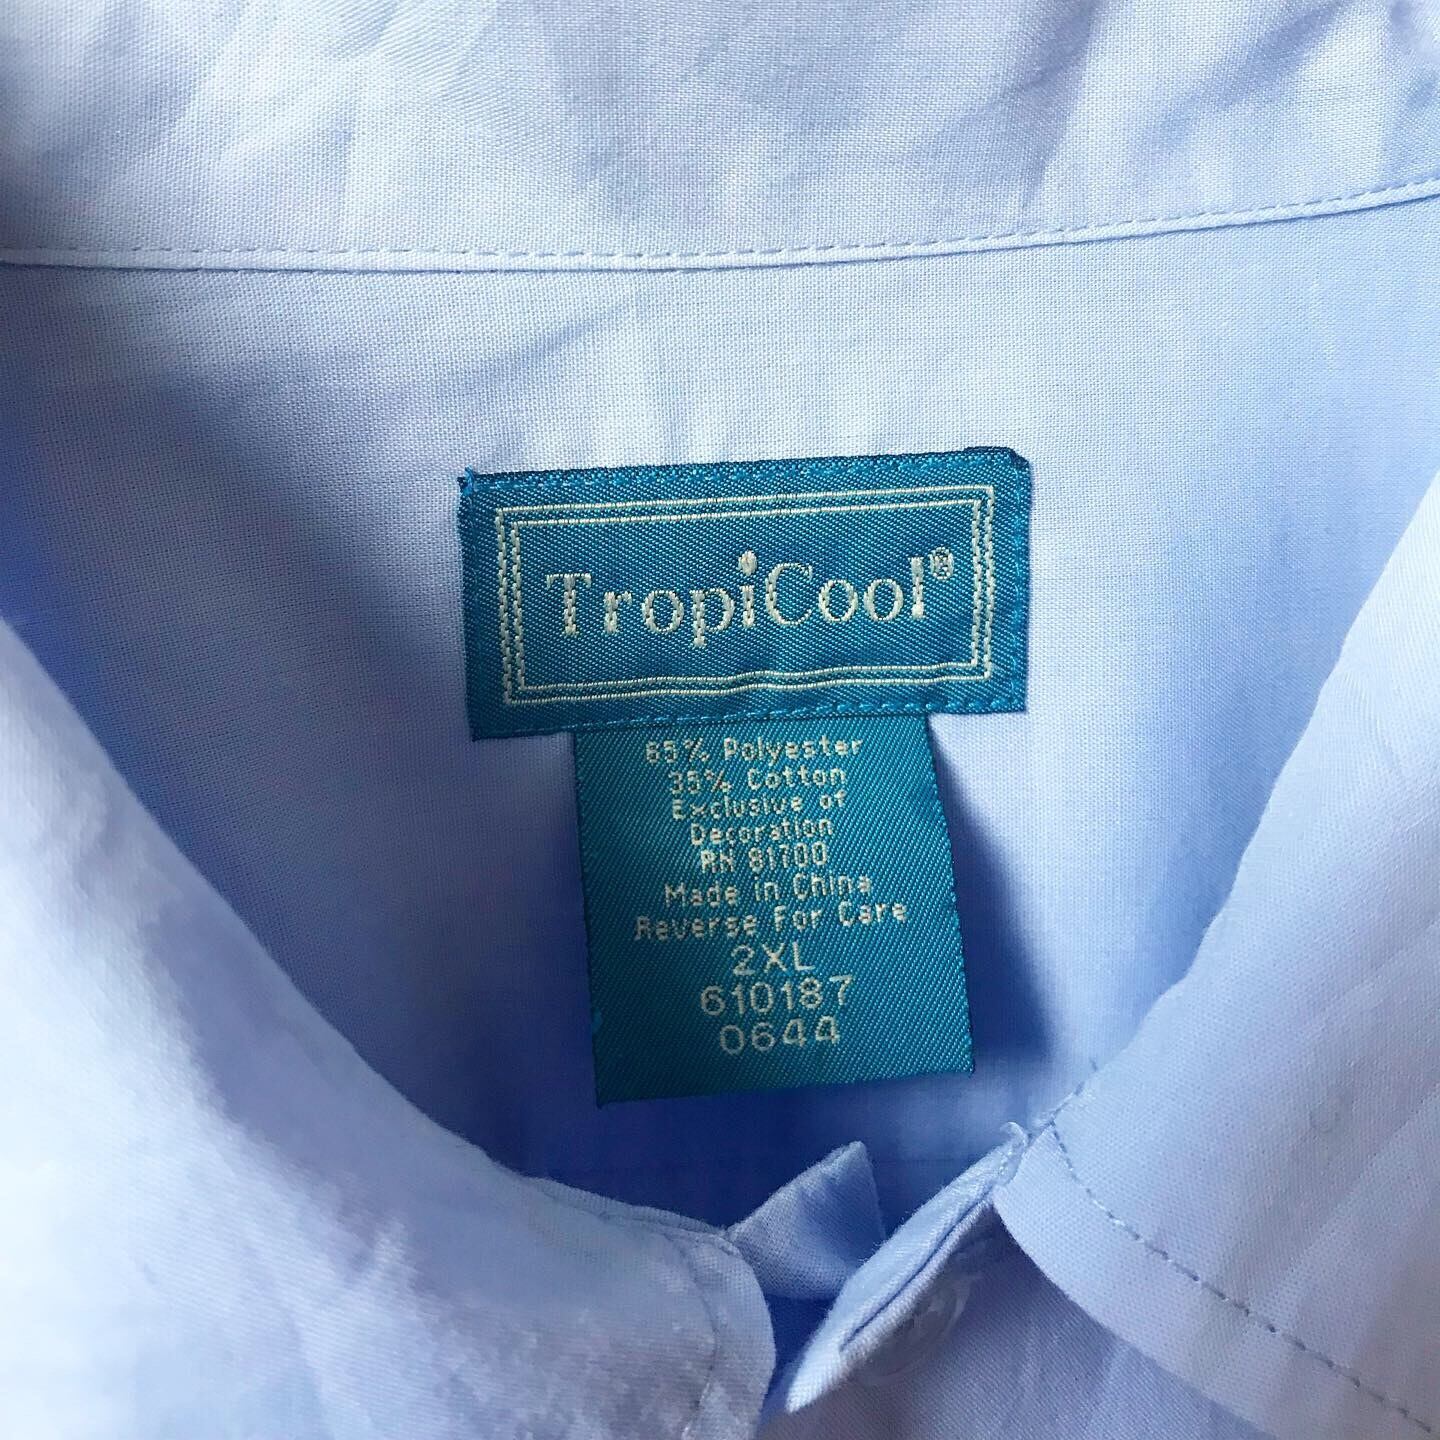 TropiCool®
65% Polyester
35% Cotton
Exclusive of
Decoration
RN 81700
Made in China
Reverse For Care
2XL
610187
0644